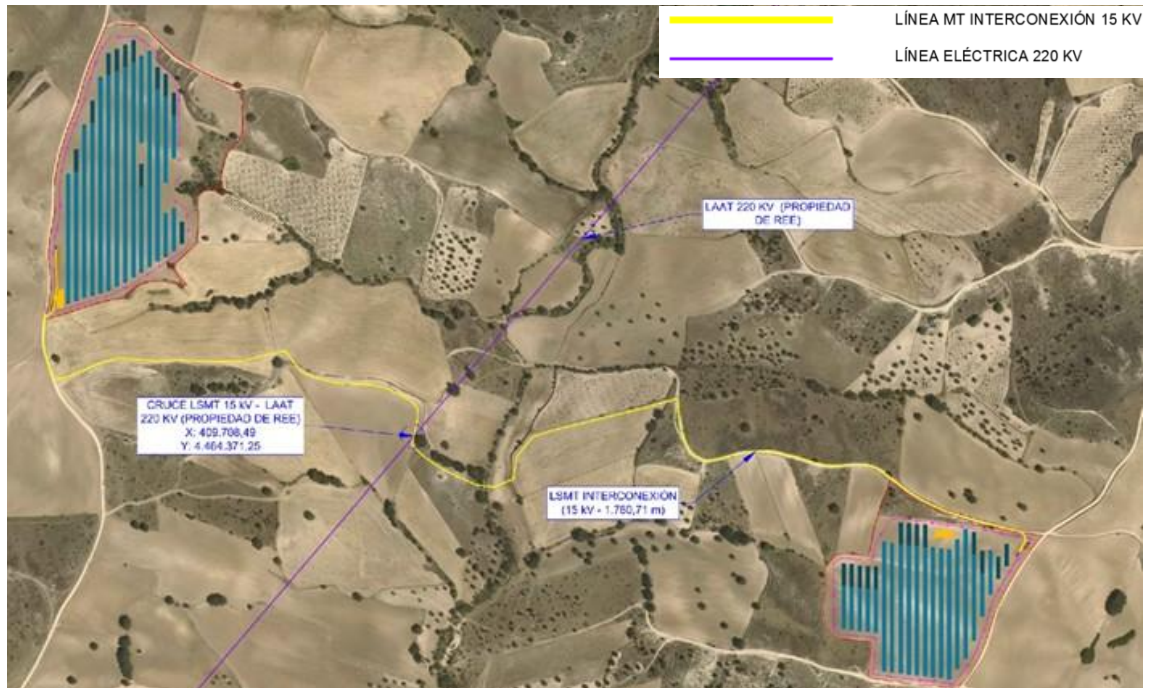 LÍNEA MT INTERCONEXIÓN 15 KV
LÍNEA ELÉCTRICA 220 KV
LAAT 220 KV (PROPIEDAD
DE REE)
CRUCE LSMT 15 kV - LAAT
220 KV (PROPIEDAD DE REE)
X: 409.708,49
Y: 4.464.371,25
LSMT INTERCONEXIÓN
(15 kV - 1.760,71 m)